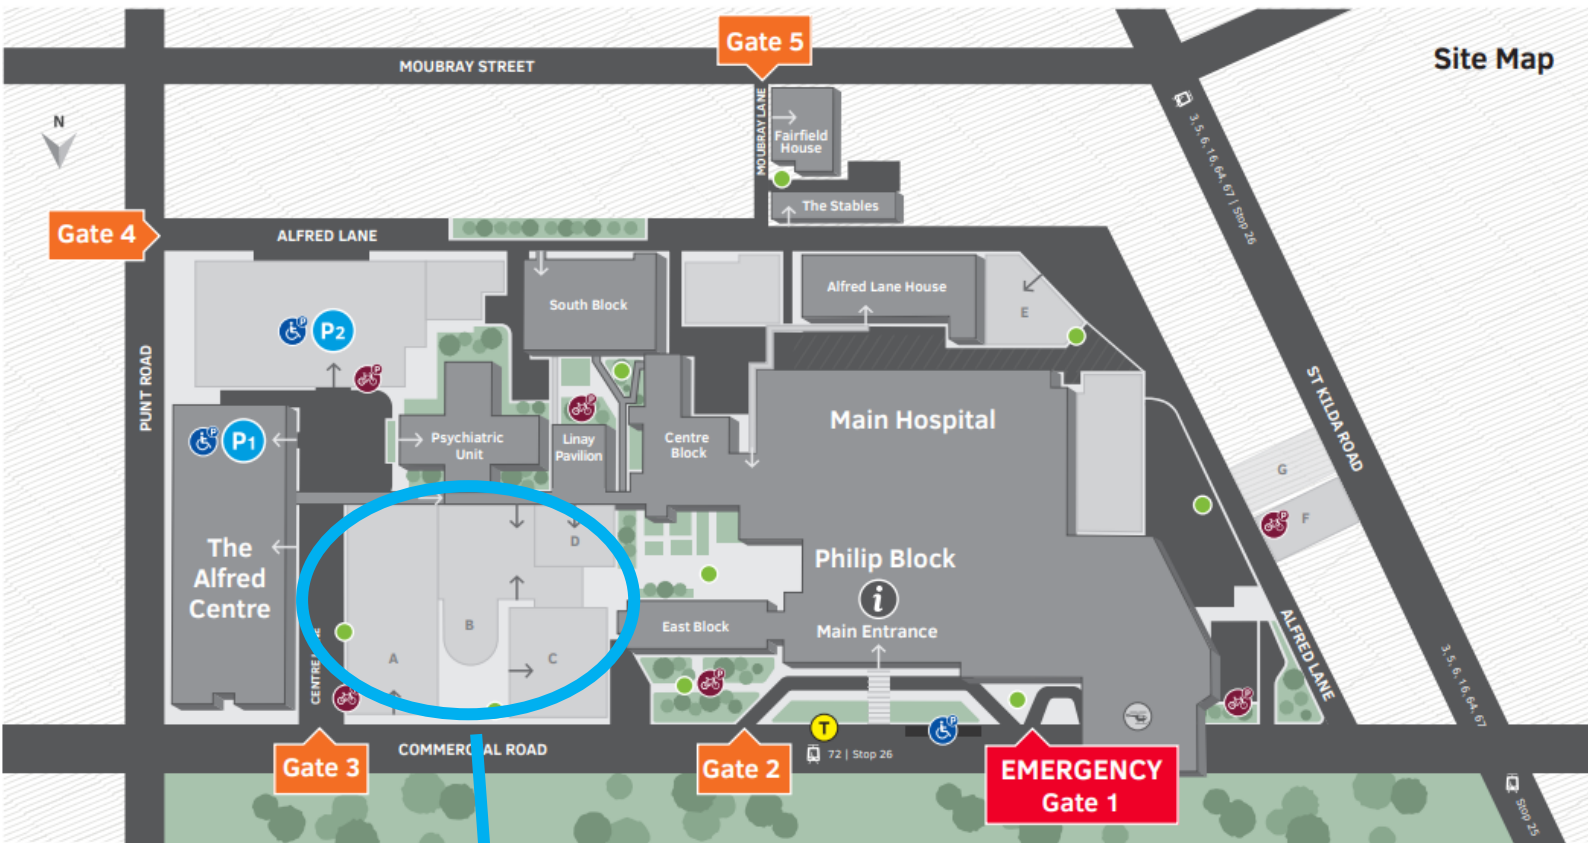 Site Map
Gate 5
MOUBRAY STREET
N
MOUBRAY LANE
Fairfield
House
3, 5, 6, 16, 64, 67 | Stop 26
The Stables
Gate 4
ALFRED LANE
South Block
Alfred Lane House
E
P2
P
P
PUNT ROAD
ST KILDA ROAD
P1
P
P
Psychiatric
Unit
Linay
Pavilion
Centre
Block
Main Hospital
G
F
P
The
Alfred
Centre
D
B
A
C
Philip Block
i
Main Entrance
East Block
ALFRED LANE
3, 5, 6, 16, 64, 67
P
P
P
COMMERCIAL ROAD
T
P
72 | Stop 26
Gate 3
Gate 2
EMERGENCY
Gate 1
Stop 25